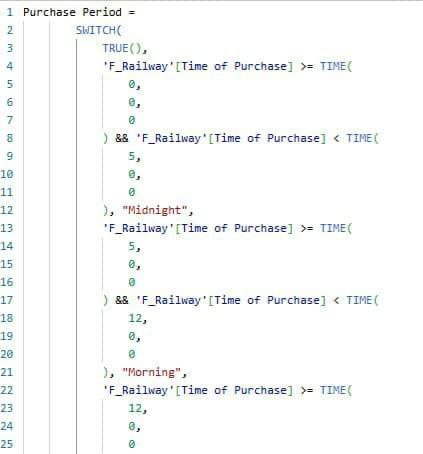 1 Purchase Period =
2 SWITCH(
3 TRUE(),
4 'F_Railway'[Time of Purchase] >= TIME(
5 0,
6 0,
7 0
8 ) && 'F_Railway'[Time of Purchase] < TIME(
9 5,
10 0,
11 0
12 ), "Midnight",
13 'F_Railway'[Time of Purchase] >= TIME(
14 5,
15 0,
16 0
17 ) && 'F_Railway'[Time of Purchase] < TIME(
18 12,
19 0,
20 0
21 ), "Morning",
22 'F_Railway'[Time of Purchase] >= TIME(
23 12,
24 0,
25 0